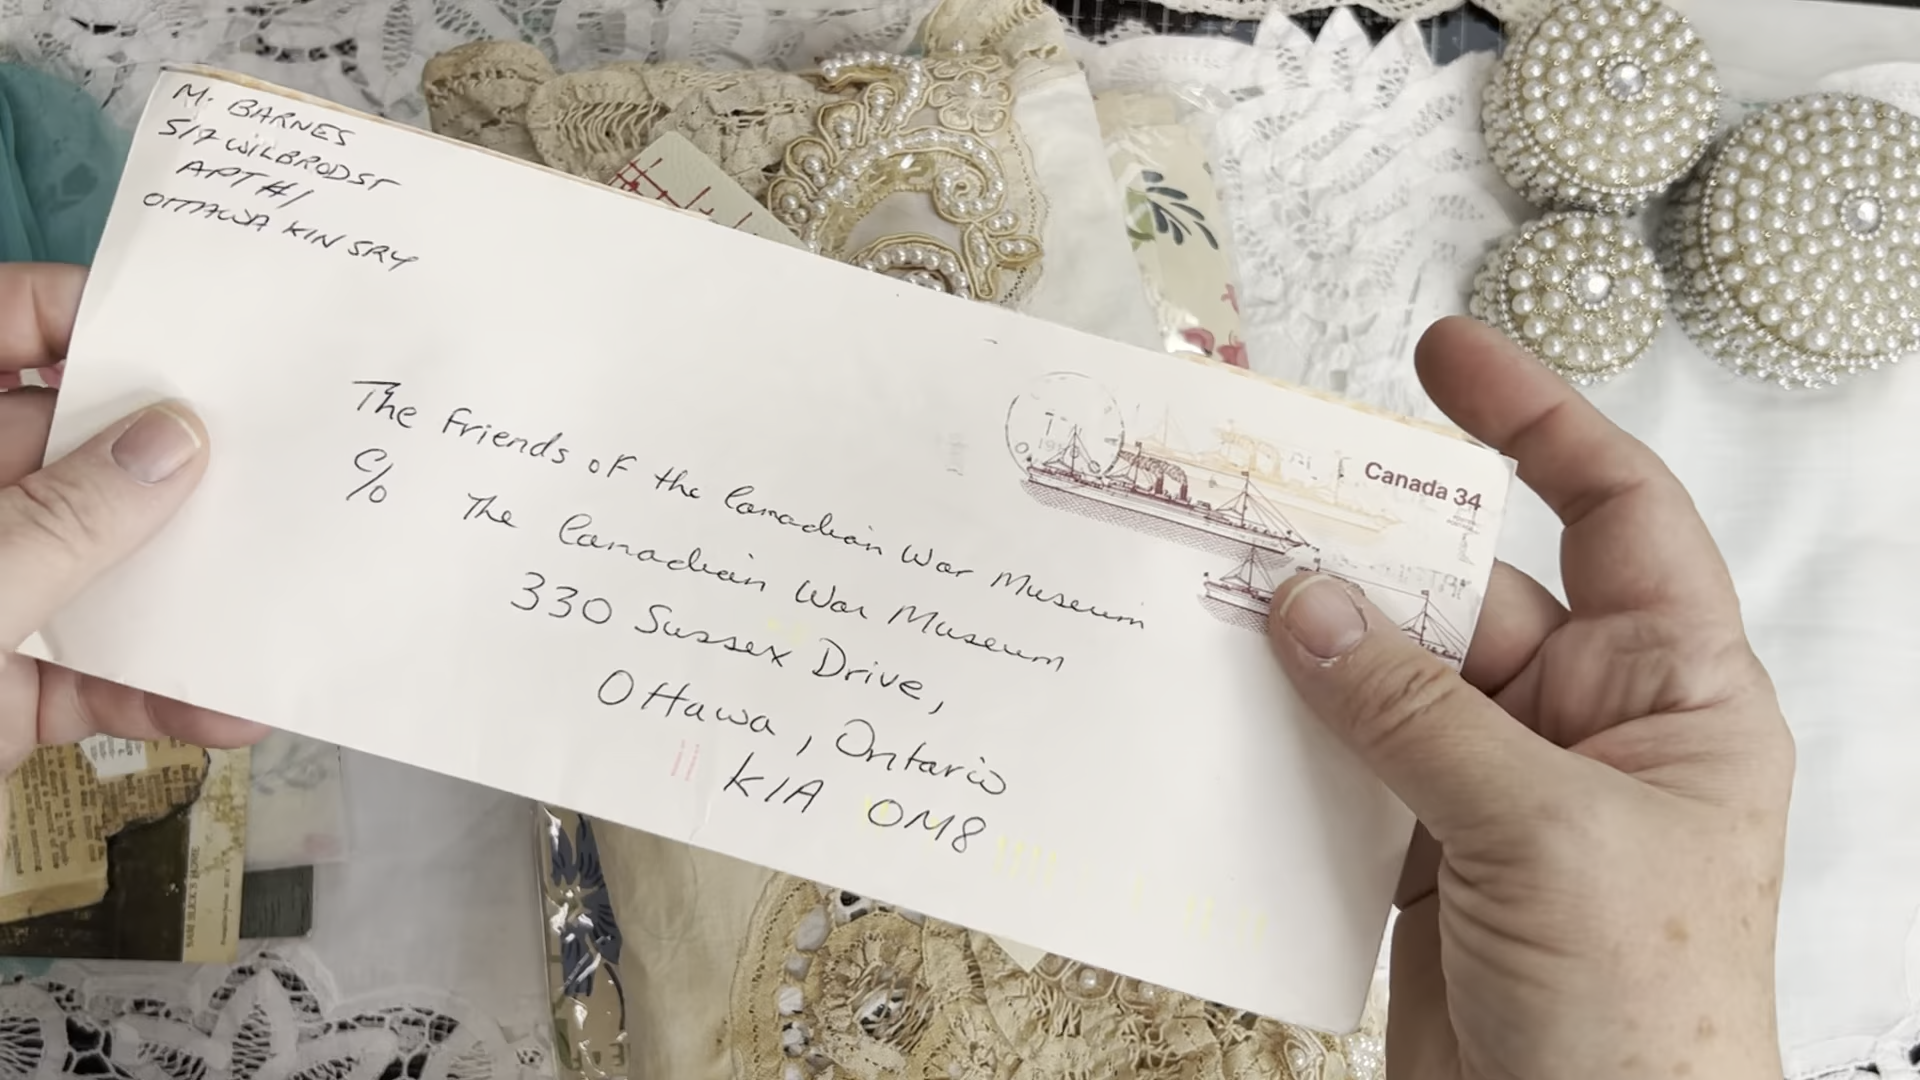 M. BARNES
517 WILBROD ST
APT #1
OTTAWA K1N 5R4
The Friends of the Canadian War Museum
C/O The Canadian War Museum
330 Sussex Drive,
Ottawa, Ontario
K1A 0M8
Canada 34